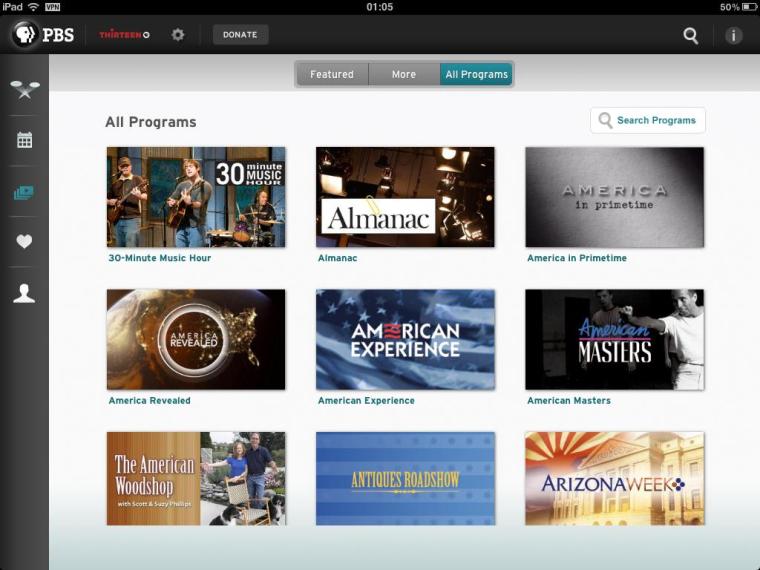 iPad VPN 01:05 50%
PBS THIRTEEN DONATE
Featured More All Programs
All Programs
Search Programs
30 minute
MUSIC
HOUR
Almanac
AMERICA
in primetime
30-Minute Music Hour Almanac America in Primetime
AMERICA
REVEALED
AMERICAN
EXPERIENCE
American
MASTERS
America Revealed American Experience American Masters
The American
Woodshop
with Scott & Suzy Phillips
ANTIQUES ROADSHOW
ARIZONAWEEK